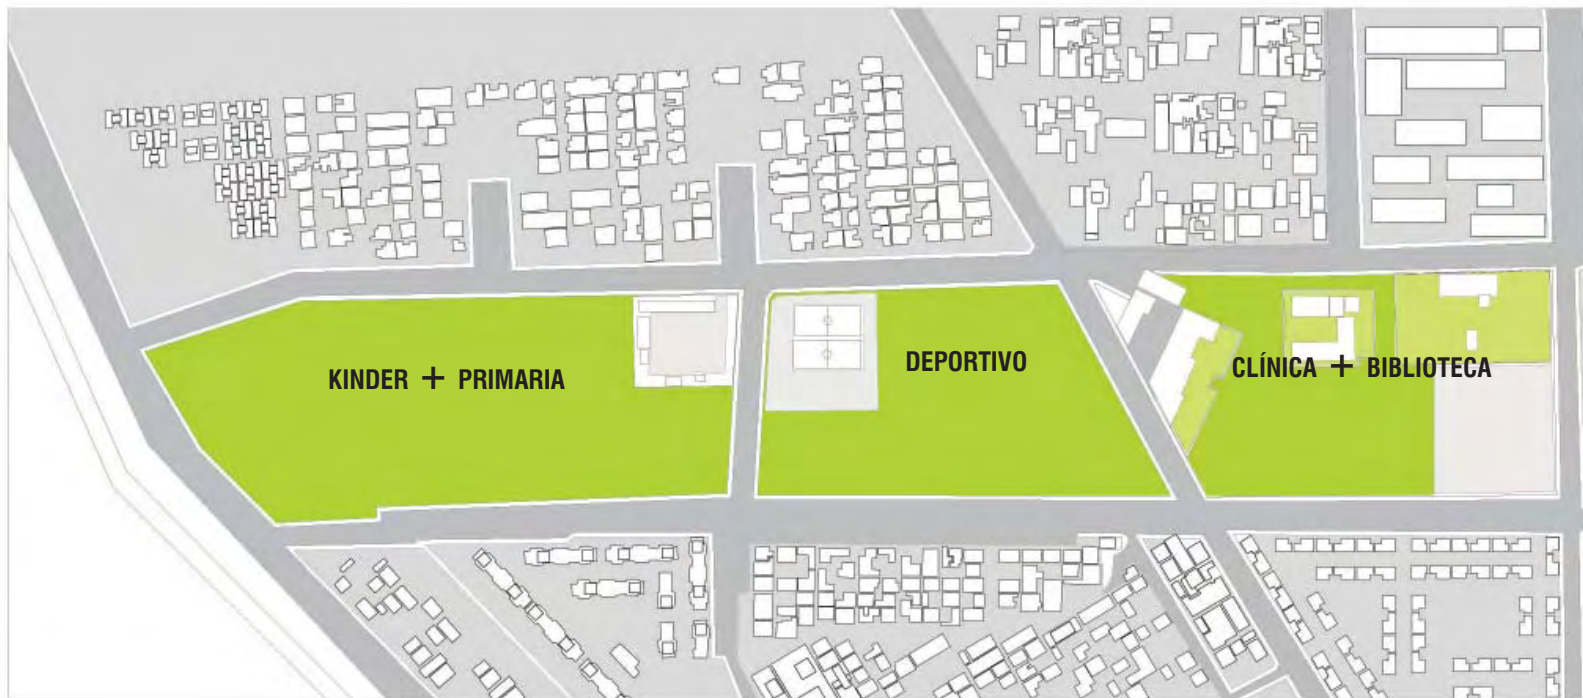 KINDER + PRIMARIA
DEPORTIVO
CLÍNICA + BIBLIOTECA